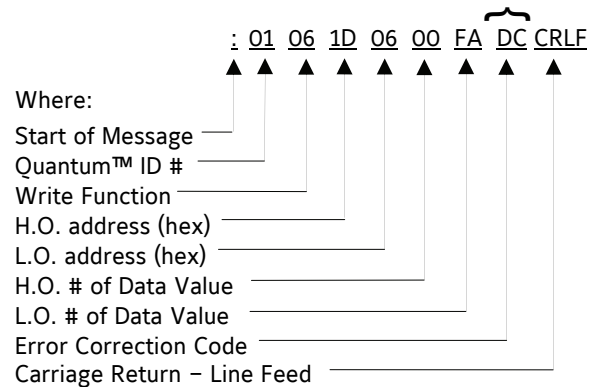 : 01 06 1D 06 00 FA DC CRLF
Where:
Start of Message
Quantum™ ID #
Write Function
H.O. address (hex)
L.O. address (hex)
H.O. # of Data Value
L.O. # of Data Value
Error Correction Code
Carriage Return – Line Feed